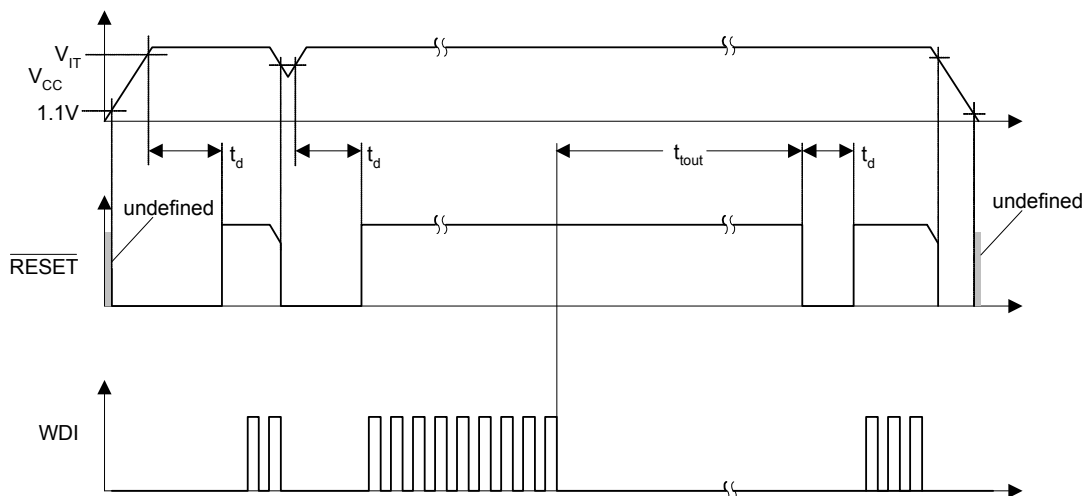 V_IT
V_CC
1.1V
t_d
t_d
t_tout
t_d
undefined
undefined
RESET
WDI